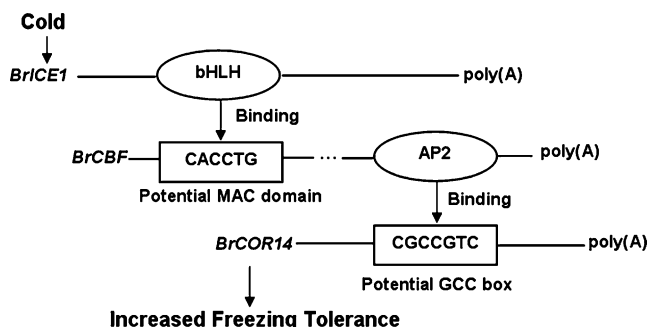 Cold
BrICE1
bHLH
poly(A)
Binding
BrCBF
CACCTG
...
AP2
poly(A)
Potential MAC domain
Binding
BrCOR14
CGCCGTC
poly(A)
Potential GCC box
Increased Freezing Tolerance